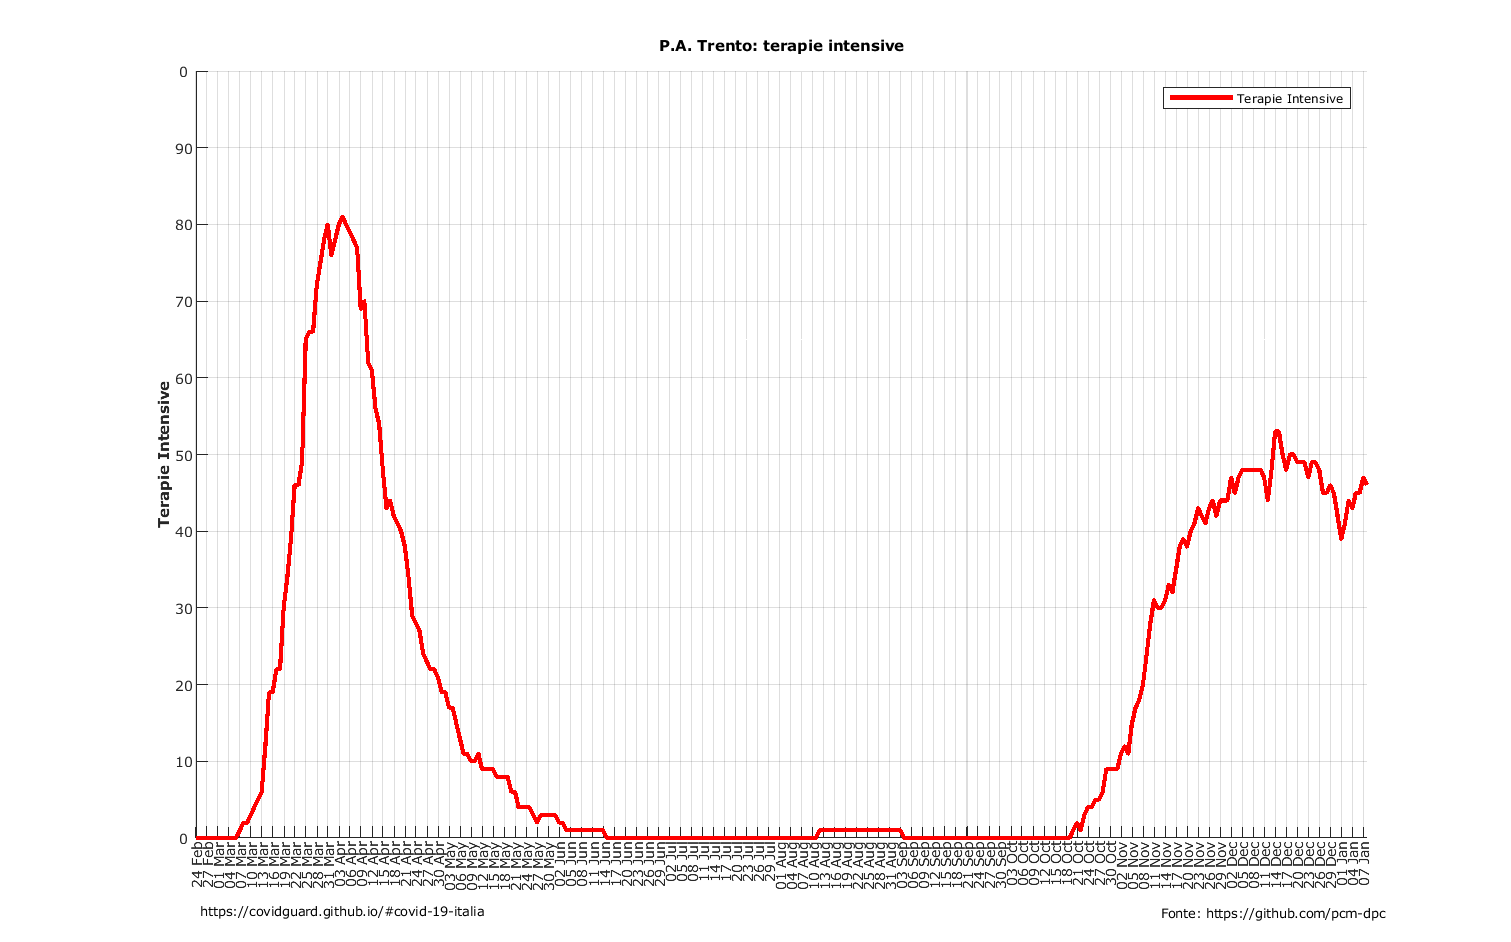 P.A. Trento: terapie intensive
Terapie Intensive
0
90
80
70
60
50
40
30
20
10
0
Terapie Intensive
24 Feb
27 Feb
01 Mar
04 Mar
07 Mar
10 Mar
13 Mar
16 Mar
19 Mar
22 Mar
25 Mar
28 Mar
31 Mar
03 Apr
06 Apr
09 Apr
12 Apr
15 Apr
18 Apr
21 Apr
24 Apr
27 Apr
30 Apr
03 May
06 May
09 May
12 May
15 May
18 May
21 May
24 May
27 May
30 May
02 Jun
05 Jun
08 Jun
11 Jun
14 Jun
17 Jun
20 Jun
23 Jun
26 Jun
29 Jun
02 Jul
05 Jul
08 Jul
11 Jul
14 Jul
17 Jul
20 Jul
23 Jul
26 Jul
29 Jul
01 Aug
04 Aug
07 Aug
10 Aug
13 Aug
16 Aug
19 Aug
22 Aug
25 Aug
28 Aug
31 Aug
03 Sep
06 Sep
09 Sep
12 Sep
15 Sep
18 Sep
21 Sep
24 Sep
27 Sep
30 Sep
03 Oct
06 Oct
09 Oct
12 Oct
15 Oct
18 Oct
21 Oct
24 Oct
27 Oct
30 Oct
02 Nov
05 Nov
08 Nov
11 Nov
14 Nov
17 Nov
20 Nov
23 Nov
26 Nov
29 Nov
02 Dec
05 Dec
08 Dec
11 Dec
14 Dec
17 Dec
20 Dec
23 Dec
26 Dec
29 Dec
01 Jan
04 Jan
07 Jan
https://covidguard.github.io/#covid-19-italia
Fonte: https://github.com/pcm-dpc